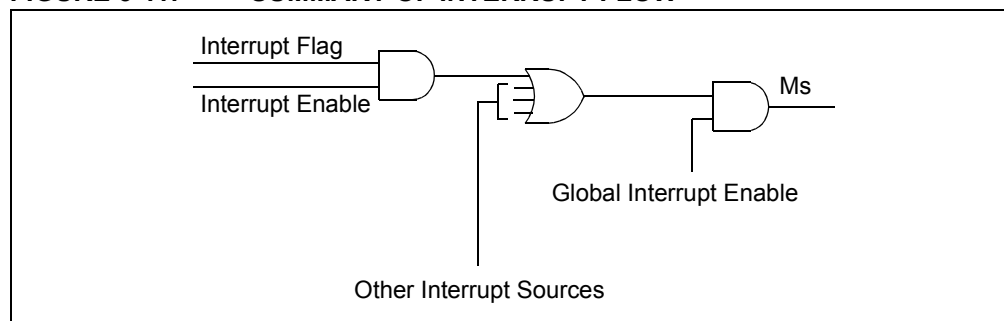 Interrupt Flag
Interrupt Enable
Ms
Global Interrupt Enable
Other Interrupt Sources